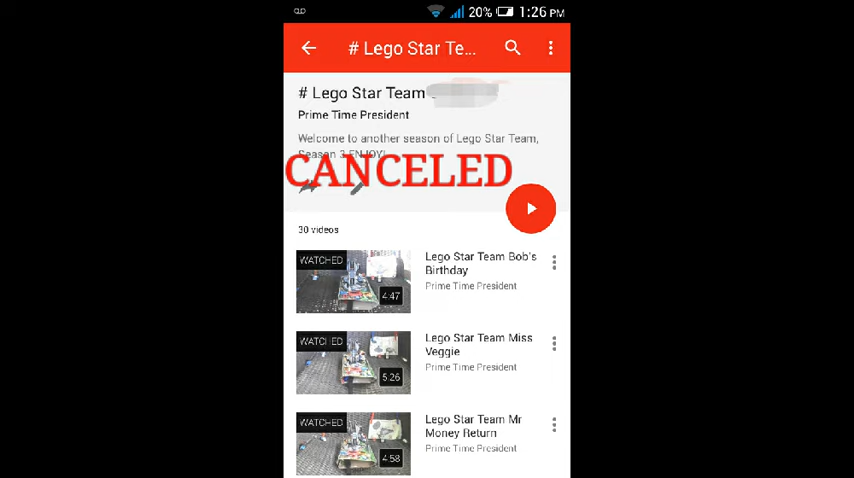 20% 1:26 PM
# Lego Star Te...
# Lego Star Team
Prime Time President
Welcome to another season of Lego Star Team,
Season 3 ENJOY!
CANCELED
30 videos
WATCHED
4:47
Lego Star Team Bob's
Birthday
Prime Time President
WATCHED
5:26
Lego Star Team Miss
Veggie
Prime Time President
WATCHED
4:58
Lego Star Team Mr
Money Return
Prime Time President